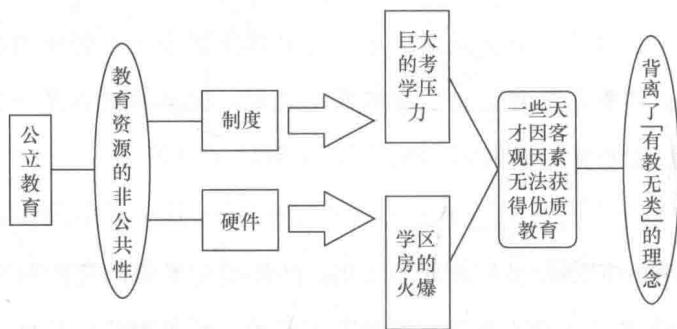 公立教育
教育资源的非公共性
制度
硬件
巨大
的考
学压
力
学区
房的
火爆
一些天
才因客
观因素
无法获
得优质
教育
背离了「有教无类」的理念